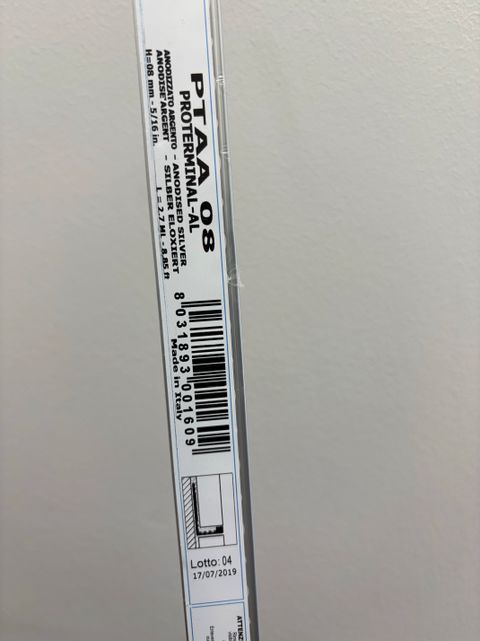 PTAA 08
PROTERMINAL-AL
ANODIZZATO ARGENTO - ANODISED SILVER
ANODISE' ARGENT - SILBER ELOXIERT
H=08 mm - 5/16 in. L = 2.7 ML - 8.85 ft
8 031893 001609
Made in Italy
Lotto: 04
17/07/2019